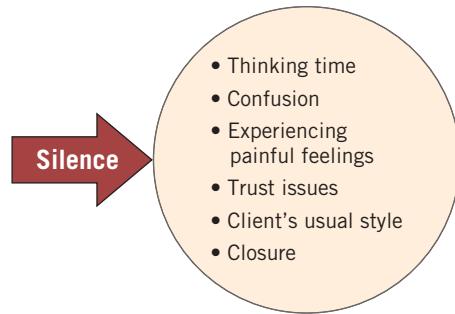 Silence
• Thinking time
• Confusion
• Experiencing
painful feelings
• Trust issues
• Client's usual style
• Closure